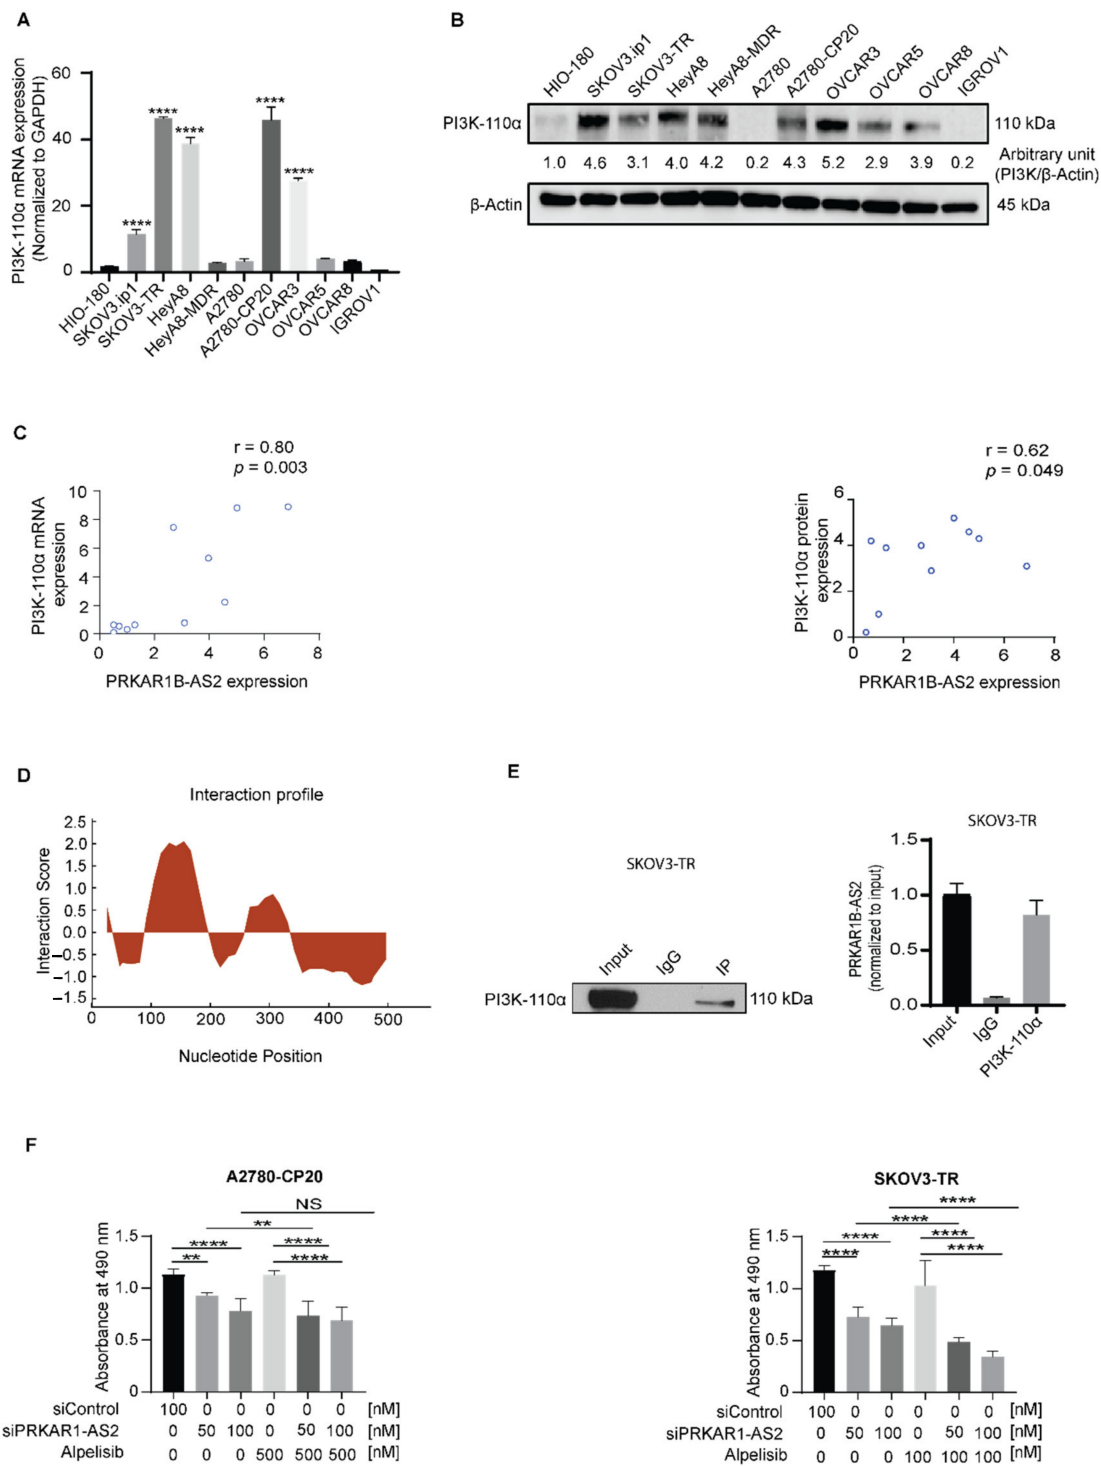 A
PI3K-110α mRNA expression
(Normalized to GAPDH)
60
40
20
0
****
****
****
****
****
HIO-180
SKOV3.ip1
SKOV3-TR
HeyA8
HeyA8-MDR
A2780
A2780-CP20
OVCAR3
OVCAR5
OVCAR8
IGROV1
B
HIO-180
SKOV3.ip1
SKOV3-TR
HeyA8
HeyA8-MDR
A2780
A2780-CP20
OVCAR3
OVCAR5
OVCAR8
IGROV1
PI3K-110α
110 kDa
1.0 4.6 3.1 4.0 4.2 0.2 4.3 5.2 2.9 3.9 0.2
Arbitrary unit
(PI3K/β-Actin)
β-Actin
45 kDa
C
r = 0.80
p = 0.003
PI3K-110α mRNA
expression
10
8
6
4
2
0
0 2 4 6 8
PRKAR1B-AS2 expression
r = 0.62
p = 0.049
PI3K-110α protein
expression
6
4
2
0
0 2 4 6 8
PRKAR1B-AS2 expression
D
Interaction profile
Interaction Score
2.5
2.0
1.5
1.0
0.5
0.0
−0.5
−1.0
−1.5
0 100 200 300 400 500
Nucleotide Position
E
SKOV3-TR
Input
IgG
IP
PI3K-110α
110 kDa
SKOV3-TR
PRKAR1B-AS2
(normalized to input)
1.5
1.0
0.5
0.0
Input
IgG
PI3K-110α
F
A2780-CP20
NS
**
**** ****
** ****
Absorbance at 490 nm
1.5
1.0
0.5
0
siControl 100 0 0 0 0 0 [nM]
siPRKAR1-AS2 0 50 100 0 50 100 [nM]
Alpelisib 0 0 0 500 500 500 [nM]
SKOV3-TR
****
****
**** ****
**** ****
Absorbance at 490 nm
1.5
1.0
0.5
0
siControl 100 0 0 0 0 0 [nM]
siPRKAR1-AS2 0 50 100 0 50 100 [nM]
Alpelisib 0 0 0 100 100 100 [nM]